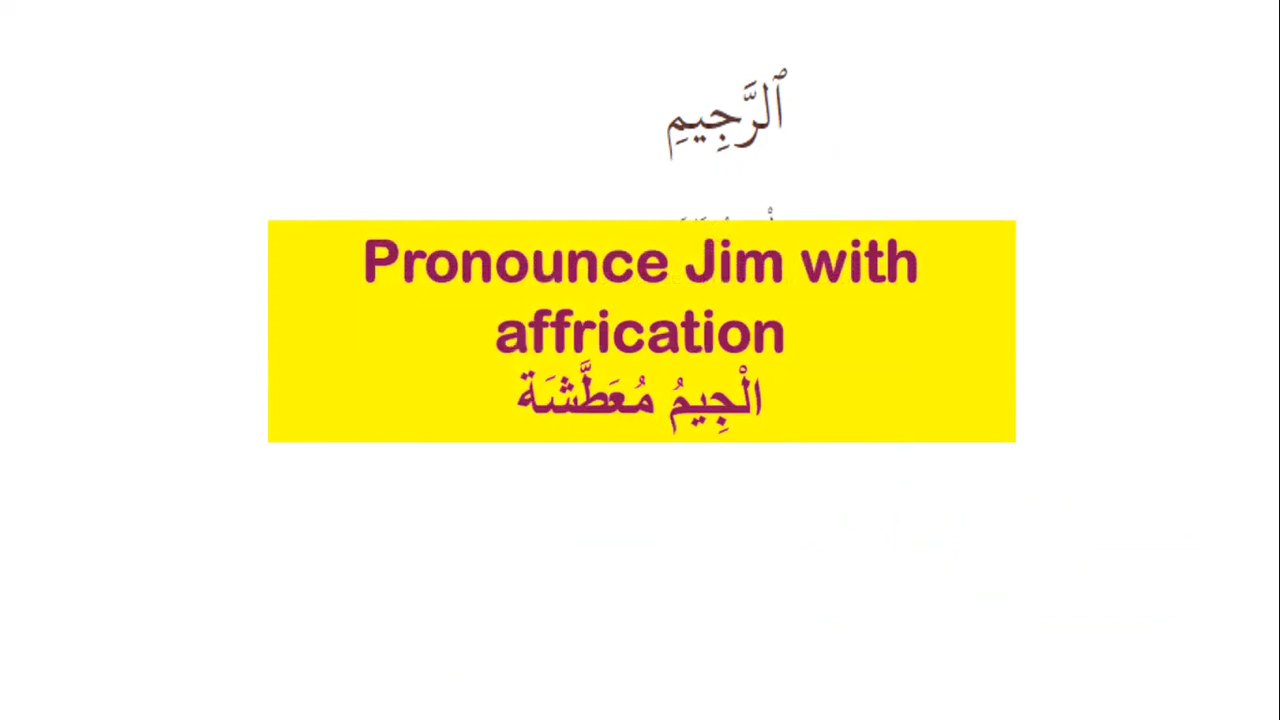 ٱلرَّجِيمِ
Pronounce Jim with
affrication
الْجِيمُ مُعَطَّشَة